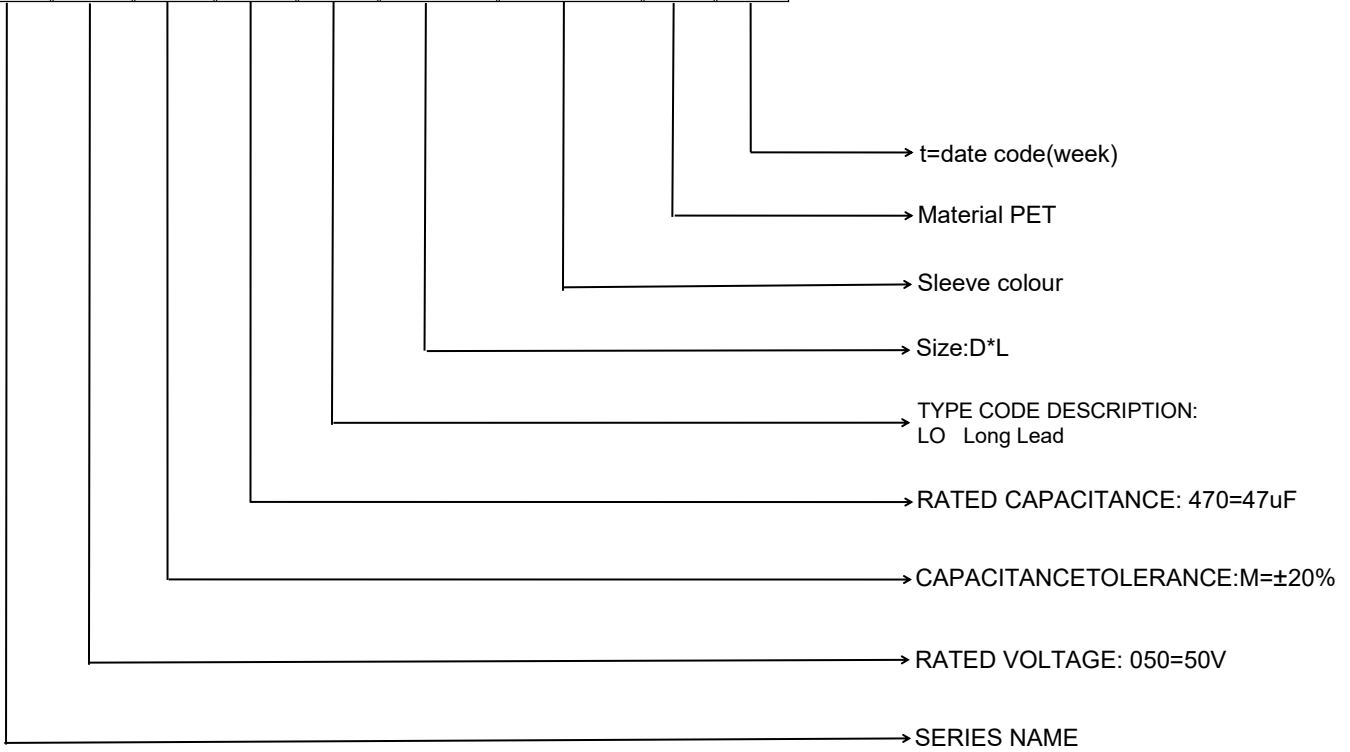 t=date code(week)
Material PET
Sleeve colour
Size:D*L
TYPE CODE DESCRIPTION:
LO Long Lead
RATED CAPACITANCE: 470=47uF
CAPACITANCETOLERANCE:M=±20%
RATED VOLTAGE: 050=50V
SERIES NAME